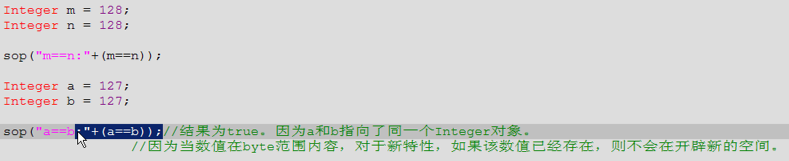 Integer m = 128;
Integer n = 128;
sop("m==n:"+(m==n));
Integer a = 127;
Integer b = 127;
sop("a==b:"+(a==b));//结果为true。因为a和b指向了同一个Integer对象。
//因为当数值在byte范围内容，对于新特性，如果该数值已经存在，则不会在开辟新的空间。